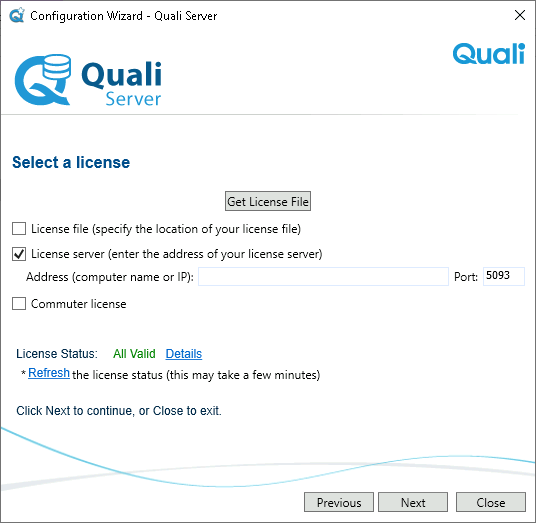 Configuration Wizard - Quali Server
Quali
Quali
Server
Select a license
Get License File
License file (specify the location of your license file)
License server (enter the address of your license server)
Address (computer name or IP): Port: 5093
Commuter license
License Status: All Valid Details
* Refresh the license status (this may take a few minutes)
Click Next to continue, or Close to exit.
Previous Next Close